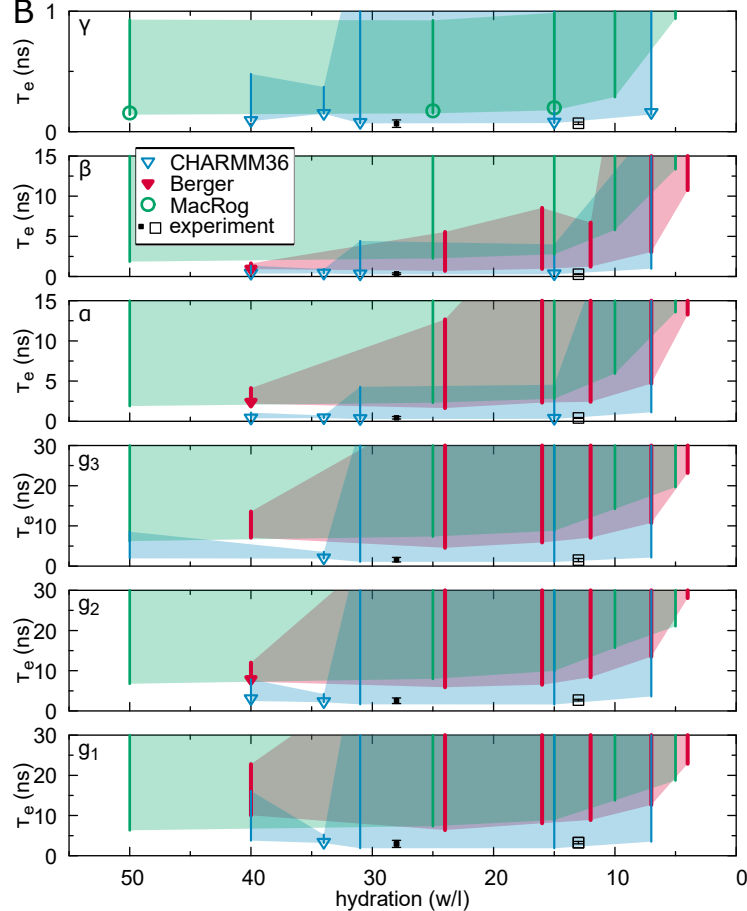 B
γ
1
0.5
0
τe (ns)
β
15
10
5
0
τe (ns)
CHARMM36
Berger
MacRog
experiment
α
15
10
5
0
τe (ns)
g3
30
20
10
0
τe (ns)
g2
30
20
10
0
τe (ns)
g1
30
20
10
0
τe (ns)
50 40 30 20 10 0
hydration (w/l)